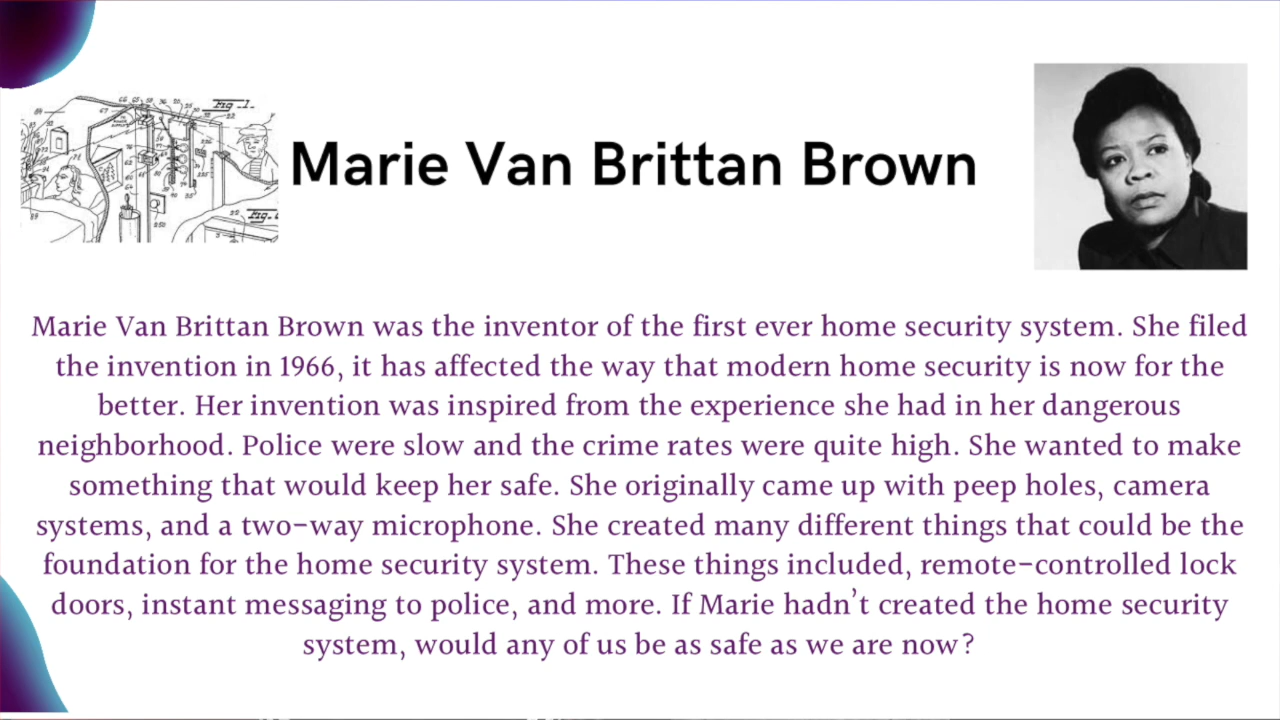 Marie Van Brittan Brown
Marie Van Brittan Brown was the inventor of the first ever home security system. She filed
the invention in 1966, it has affected the way that modern home security is now for the
better. Her invention was inspired from the experience she had in her dangerous
neighborhood. Police were slow and the crime rates were quite high. She wanted to make
something that would keep her safe. She originally came up with peep holes, camera
systems, and a two-way microphone. She created many different things that could be the
foundation for the home security system. These things included, remote-controlled lock
doors, instant messaging to police, and more. If Marie hadn't created the home security
system, would any of us be as safe as we are now?
Fig-1.